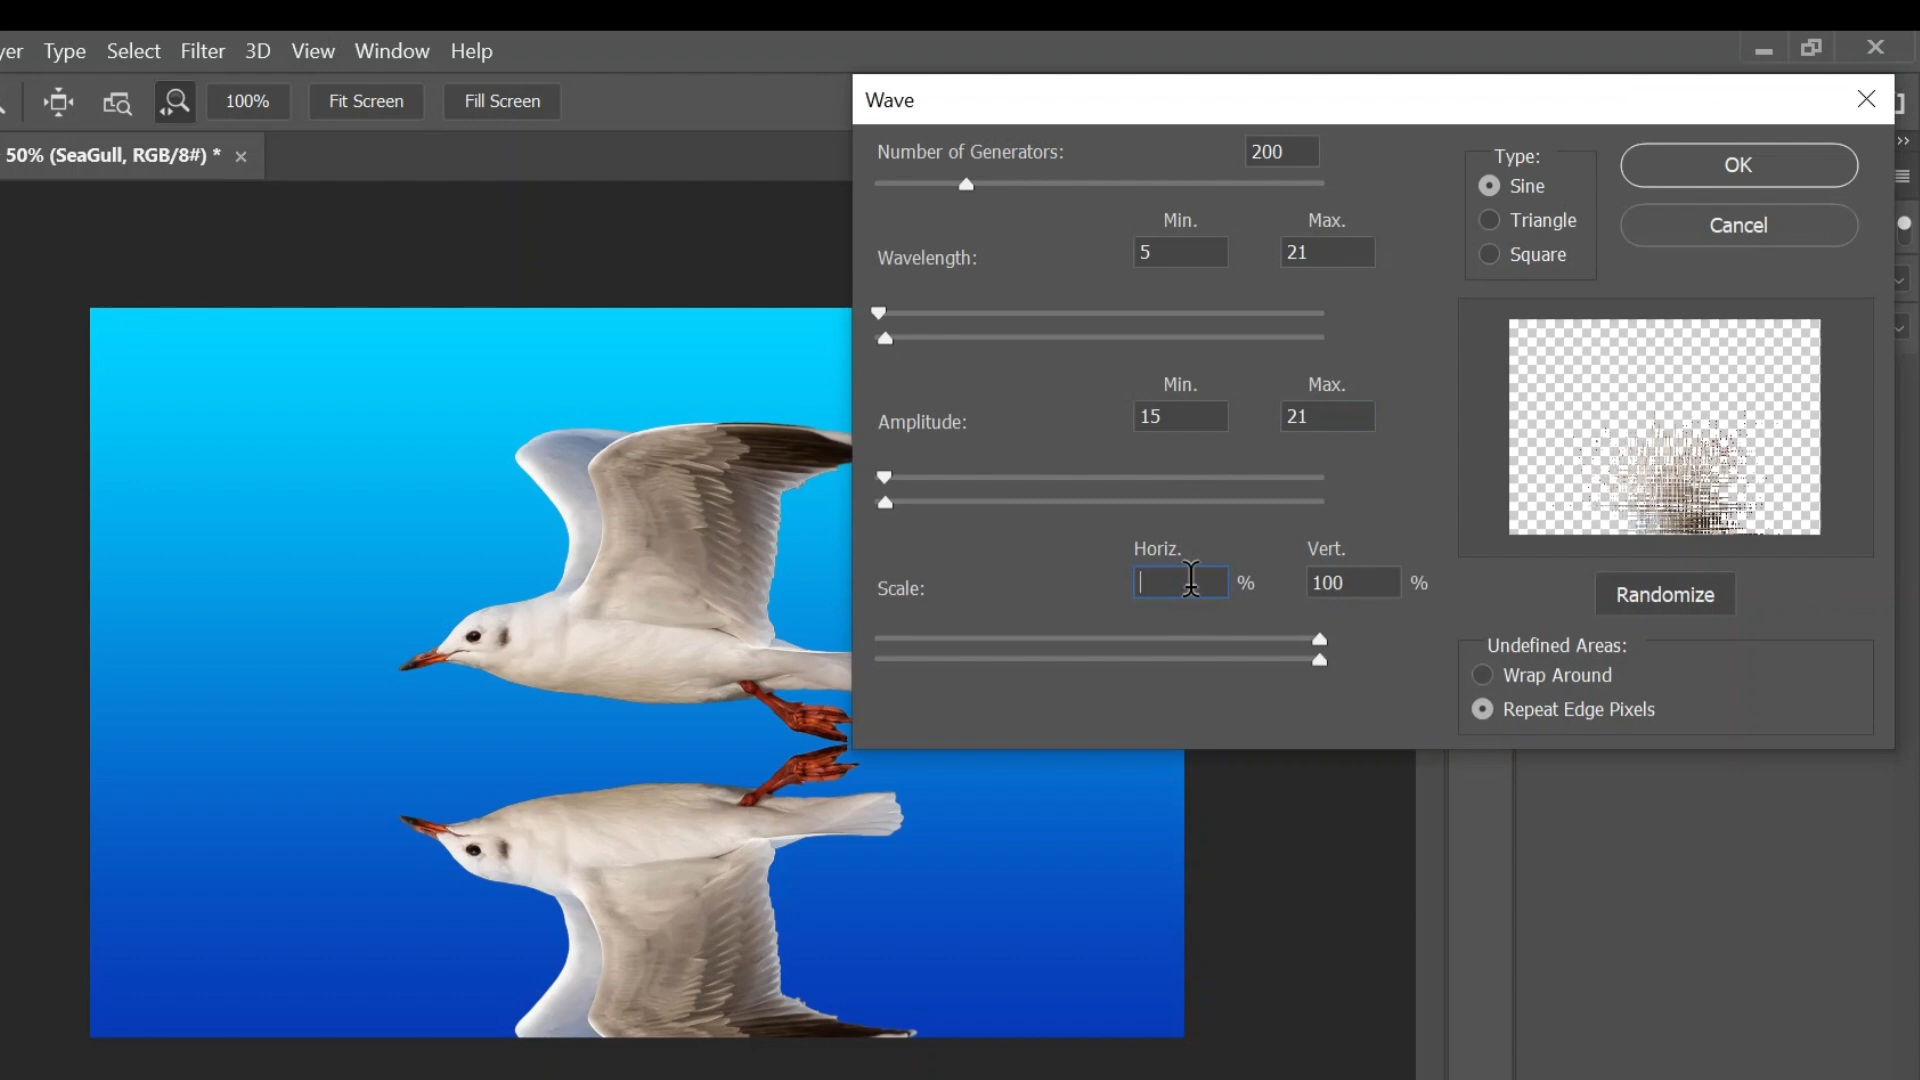 yer Type Select Filter 3D View Window Help
100% Fit Screen Fill Screen
50% (SeaGull, RGB/8#) *
Wave
Number of Generators: 200
Min. Max.
Wavelength: 5 21
Min. Max.
Amplitude: 15 21
Horiz. Vert.
Scale: % 100 %
Type:
Sine
Triangle
Square
OK
Cancel
Randomize
Undefined Areas:
Wrap Around
Repeat Edge Pixels